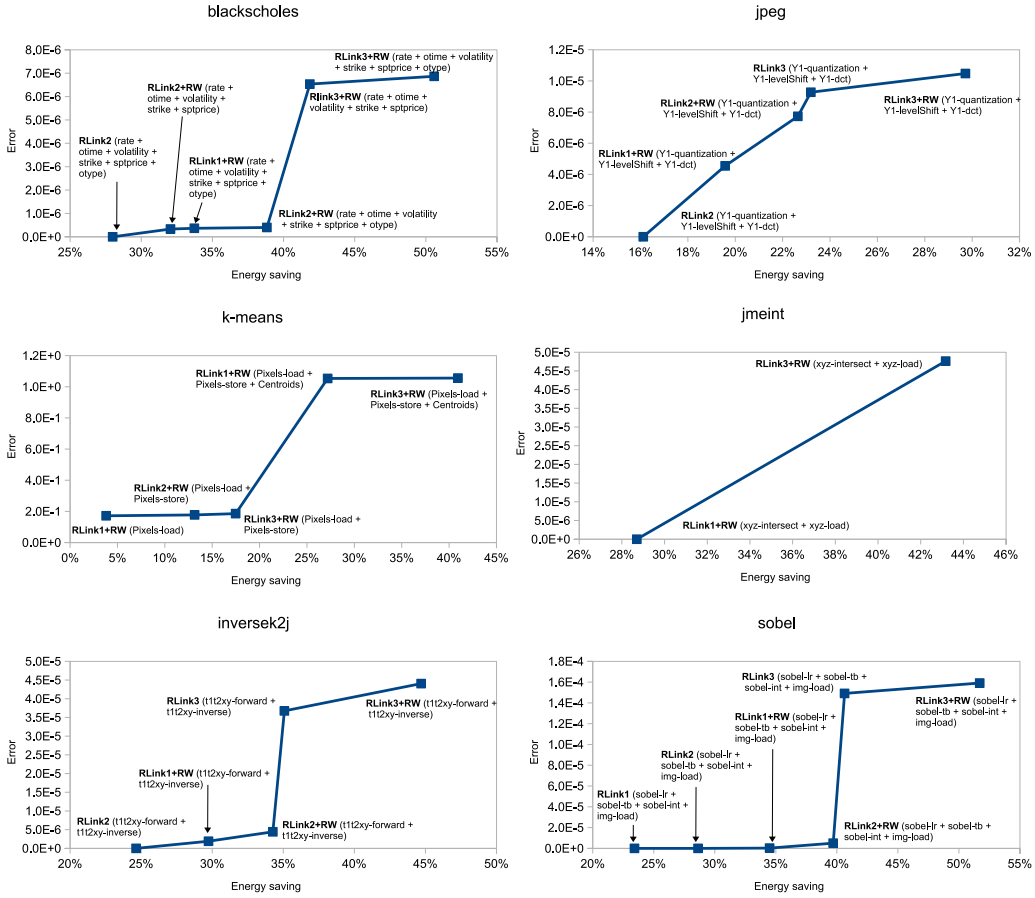 blackscholes
8.0E-6
7.0E-6
6.0E-6
5.0E-6
4.0E-6
3.0E-6
2.0E-6
1.0E-6
0.0E+0
Error
RLink2 (rate +
otime + volatility +
strike + sptprice +
otype)
RLink2+RW (rate +
otime + volatility +
strike + sptprice)
RLink1+RW (rate +
otime + volatility +
strike + sptprice +
otype)
RLink3+RW (rate + otime + volatility
+ strike + sptprice + otype)
Rlink3+RW (rate + otime +
volatility + strike + sptprice)
RLink2+RW (rate + otime + volatility
+ strike + sptprice + otype)
25%
30%
35%
40%
45%
50%
55%
Energy saving
jpeg
1.2E-5
1.0E-5
8.0E-6
6.0E-6
4.0E-6
2.0E-6
0.0E+0
Error
RLink3 (Y1-quantization +
Y1-levelShift + Y1-dct)
RLink2+RW (Y1-quantization +
Y1-levelShift + Y1-dct)
RLink3+RW (Y1-quantization +
Y1-levelShift + Y1-dct)
RLink1+RW (Y1-quantization +
Y1-levelShift + Y1-dct)
RLink2 (Y1-quantization +
Y1-levelShift + Y1-dct)
14%
16%
18%
20%
22%
24%
26%
28%
30%
32%
Energy saving
k-means
1.2E+0
1.0E+0
8.0E-1
6.0E-1
4.0E-1
2.0E-1
0.0E+0
Error
RLink1+RW (Pixels-load +
Pixels-store + Centroids)
RLink3+RW (Pixels-load +
Pixels-store + Centroids)
RLink2+RW (Pixels-load +
Pixels-store)
RLink1+RW (Pixels-load)
RLink3+RW (Pixels-load +
Pixels-store)
0%
5%
10%
15%
20%
25%
30%
35%
40%
45%
Energy saving
jmeint
5.0E-5
4.5E-5
4.0E-5
3.5E-5
3.0E-5
2.5E-5
2.0E-5
1.5E-5
1.0E-5
5.0E-6
0.0E+0
Error
RLink3+RW (xyz-intersect + xyz-load)
RLink1+RW (xyz-intersect + xyz-load)
26%
28%
30%
32%
34%
36%
38%
40%
42%
44%
46%
Energy saving
inversek2j
5.0E-5
4.5E-5
4.0E-5
3.5E-5
3.0E-5
2.5E-5
2.0E-5
1.5E-5
1.0E-5
5.0E-6
0.0E+0
Error
RLink3 (t1t2xy-forward +
t1t2xy-inverse)
RLink3+RW (t1t2xy-forward +
t1t2xy-inverse)
RLink1+RW (t1t2xy-forward +
t1t2xy-inverse)
RLink2 (t1t2xy-forward +
t1t2xy-inverse)
RLink2+RW (t1t2xy-forward +
t1t2xy-inverse)
20%
25%
30%
35%
40%
45%
50%
Energy saving
sobel
1.8E-4
1.6E-4
1.4E-4
1.2E-4
1.0E-4
8.0E-5
6.0E-5
4.0E-5
2.0E-5
0.0E+0
Error
RLink3 (sobel-lr + sobel-tb +
sobel-int + img-load)
RLink3+RW (sobel-lr +
sobel-tb + sobel-int +
img-load)
RLink1+RW (sobel-lr +
sobel-tb + sobel-int +
img-load)
RLink2 (sobel-lr +
sobel-tb + sobel-int +
img-load)
RLink1 (sobel-lr +
sobel-tb + sobel-int +
img-load)
RLink2+RW (sobel-lr + sobel-tb +
sobel-int + img-load)
20%
25%
30%
35%
40%
45%
50%
55%
Energy saving